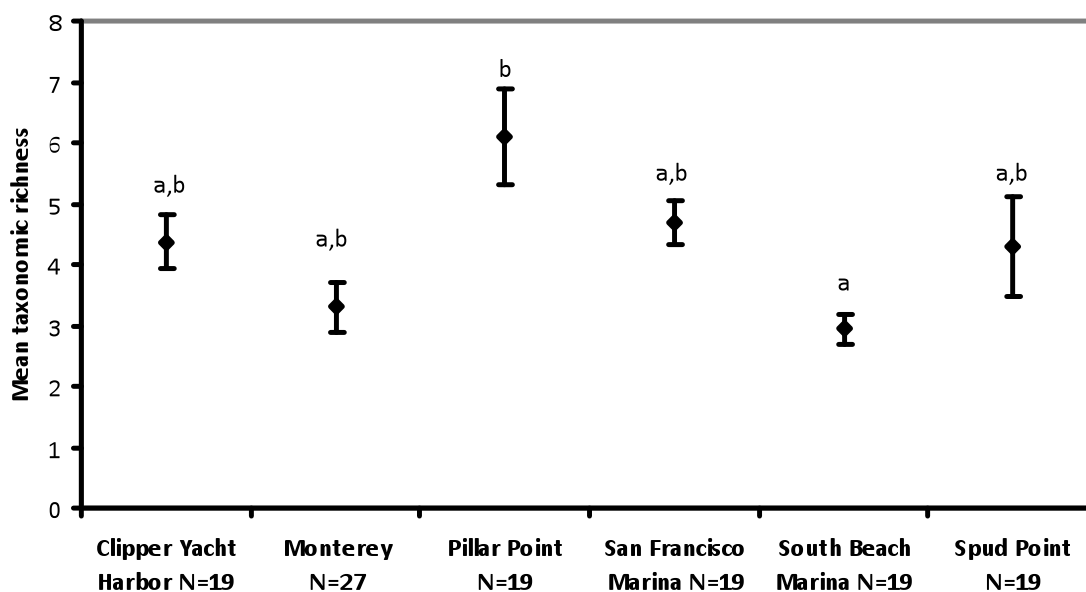 Mean taxonomic richness
8
7
6
5
4
3
2
1
0
a,b
a,b
b
a,b
a
a,b
Clipper Yacht
Harbor N=19
Monterey
N=27
Pillar Point
N=19
San Francisco
Marina N=19
South Beach
Marina N=19
Spud Point
N=19